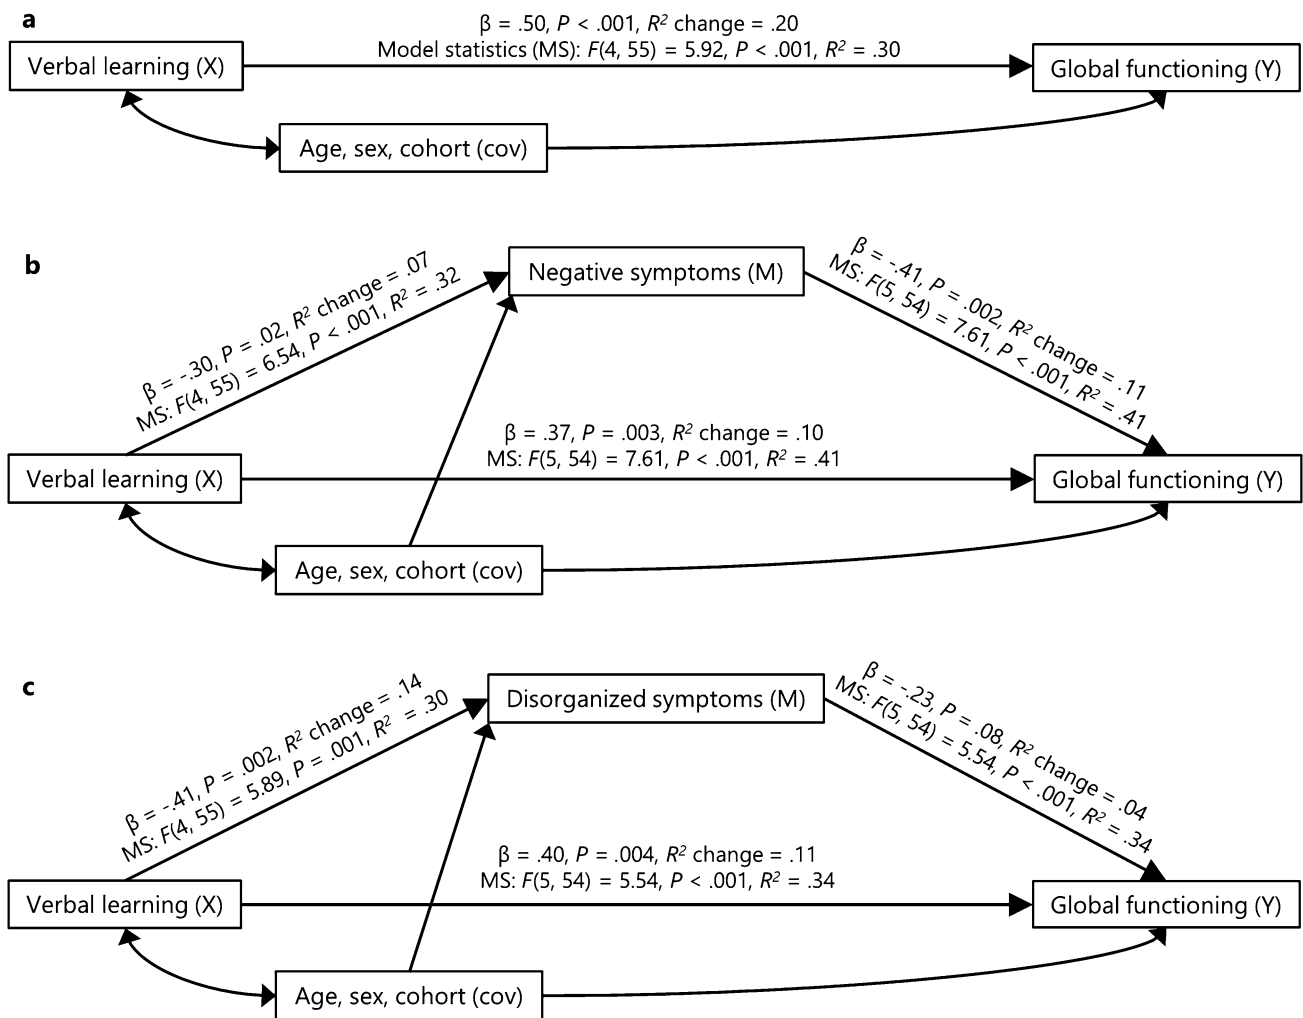 a
β = .50, P < .001, R² change = .20
Model statistics (MS): F(4, 55) = 5.92, P < .001, R² = .30
Verbal learning (X)
Global functioning (Y)
Age, sex, cohort (cov)
b
Negative symptoms (M)
β = -.30, P = .02, R² change = .07
MS: F(4, 55) = 6.54, P < .001, R² = .32
β = -.41, P = .002, R² change = .11
MS: F(5, 54) = 7.61, P < .001, R² = .41
β = .37, P = .003, R² change = .10
MS: F(5, 54) = 7.61, P < .001, R² = .41
Verbal learning (X)
Global functioning (Y)
Age, sex, cohort (cov)
c
Disorganized symptoms (M)
β = -.41, P = .002, R² change = .14
MS: F(4, 55) = 5.89, P = .001, R² = .30
β = -.23, P = .08, R² change = .04
MS: F(5, 54) = 5.54, P < .001, R² = .34
β = .40, P = .004, R² change = .11
MS: F(5, 54) = 5.54, P < .001, R² = .34
Verbal learning (X)
Global functioning (Y)
Age, sex, cohort (cov)